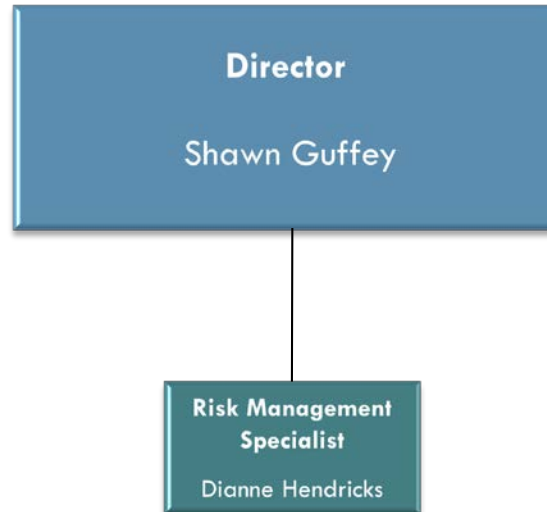 Director
Shawn Guffey
Risk Management
Specialist
Dianne Hendricks